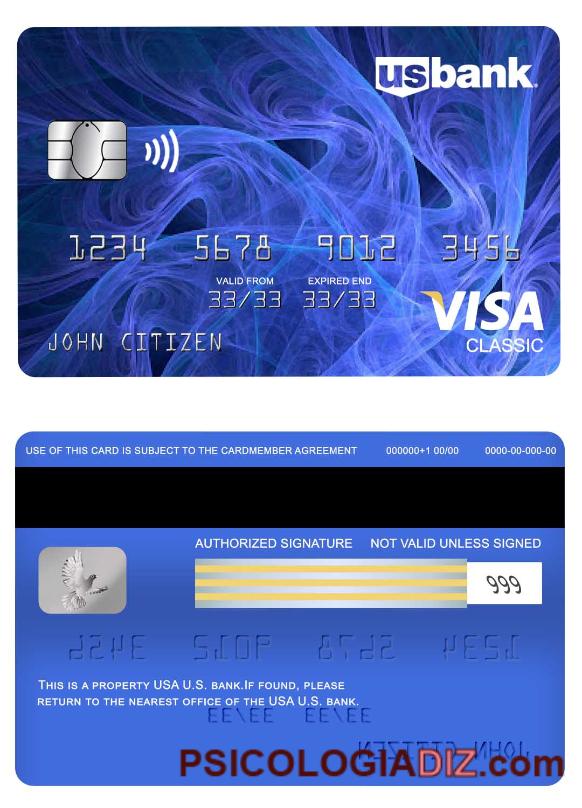 usbank
1234 5678 9012 3456
VALID FROM EXPIRED END
33/33 33/33
VISA
JOHN CITIZEN
CLASSIC
USE OF THIS CARD IS SUBJECT TO THE CARDMEMBER AGREEMENT 000000+1 00/00 0000-00-000-00
AUTHORIZED SIGNATURE NOT VALID UNLESS SIGNED
999
THIS IS A PROPERTY USA U.S. BANK.IF FOUND, PLEASE
RETURN TO THE NEAREST OFFICE OF THE USA U.S. BANK.
PSICOLOGIADIZ.com